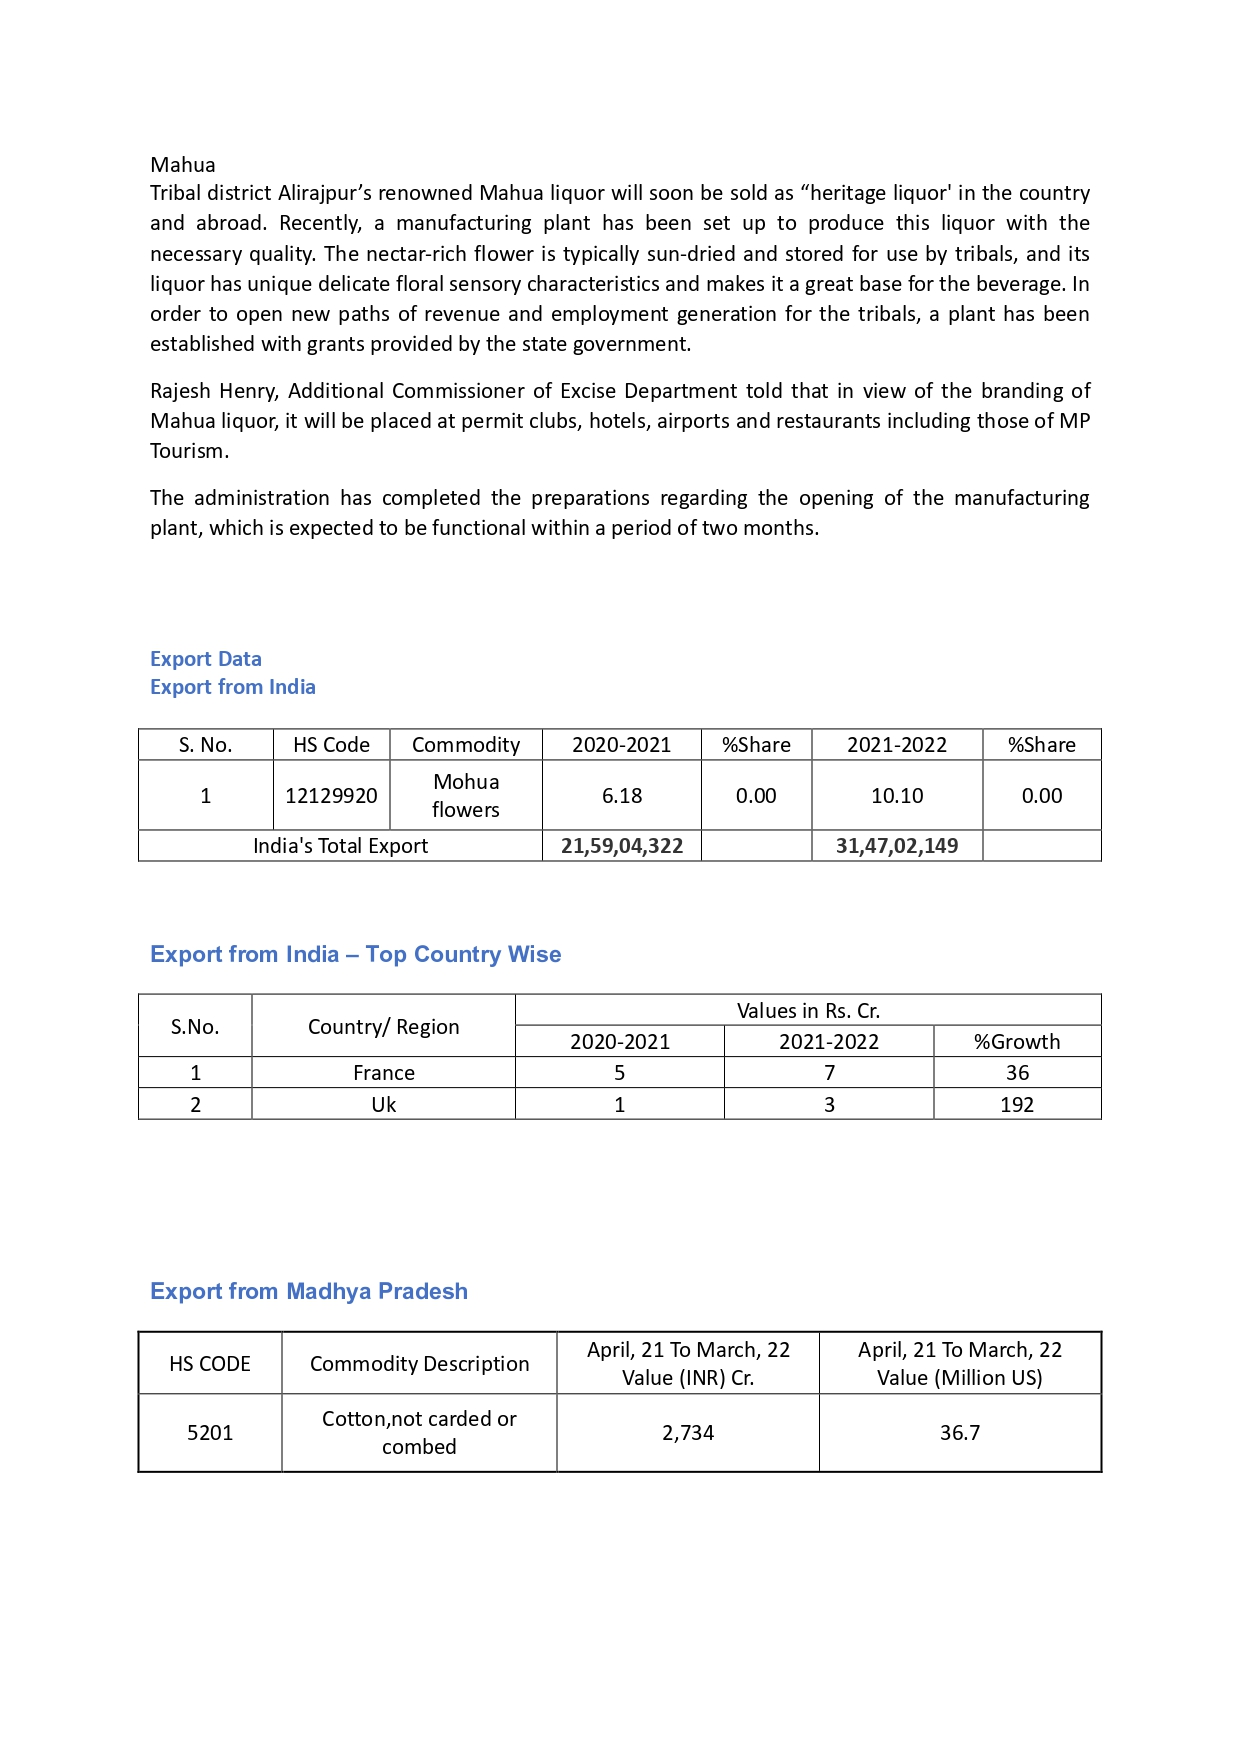 Mahua
Tribal district Alirajpur’s renowned Mahua liquor will soon be sold as “heritage liquor' in the country
and abroad. Recently, a manufacturing plant has been set up to produce this liquor with the
necessary quality. The nectar-rich flower is typically sun-dried and stored for use by tribals, and its
liquor has unique delicate floral sensory characteristics and makes it a great base for the beverage. In
order to open new paths of revenue and employment generation for the tribals, a plant has been
established with grants provided by the state government.
Rajesh Henry, Additional Commissioner of Excise Department told that in view of the branding of
Mahua liquor, it will be placed at permit clubs, hotels, airports and restaurants including those of MP
Tourism.
The administration has completed the preparations regarding the opening of the manufacturing
plant, which is expected to be functional within a period of two months.
Export Data
Export from India
S. No. HS Code Commodity 2020-2021 %Share 2021-2022 %Share
1 12129920 Mohua flowers 6.18 0.00 10.10 0.00
India's Total Export 21,59,04,322 31,47,02,149
Export from India – Top Country Wise
S.No. Country/ Region Values in Rs. Cr.
2020-2021 2021-2022 %Growth
1 France 5 7 36
2 Uk 1 3 192
Export from Madhya Pradesh
HS CODE Commodity Description April, 21 To March, 22 Value (INR) Cr. April, 21 To March, 22 Value (Million US)
5201 Cotton,not carded or combed 2,734 36.7